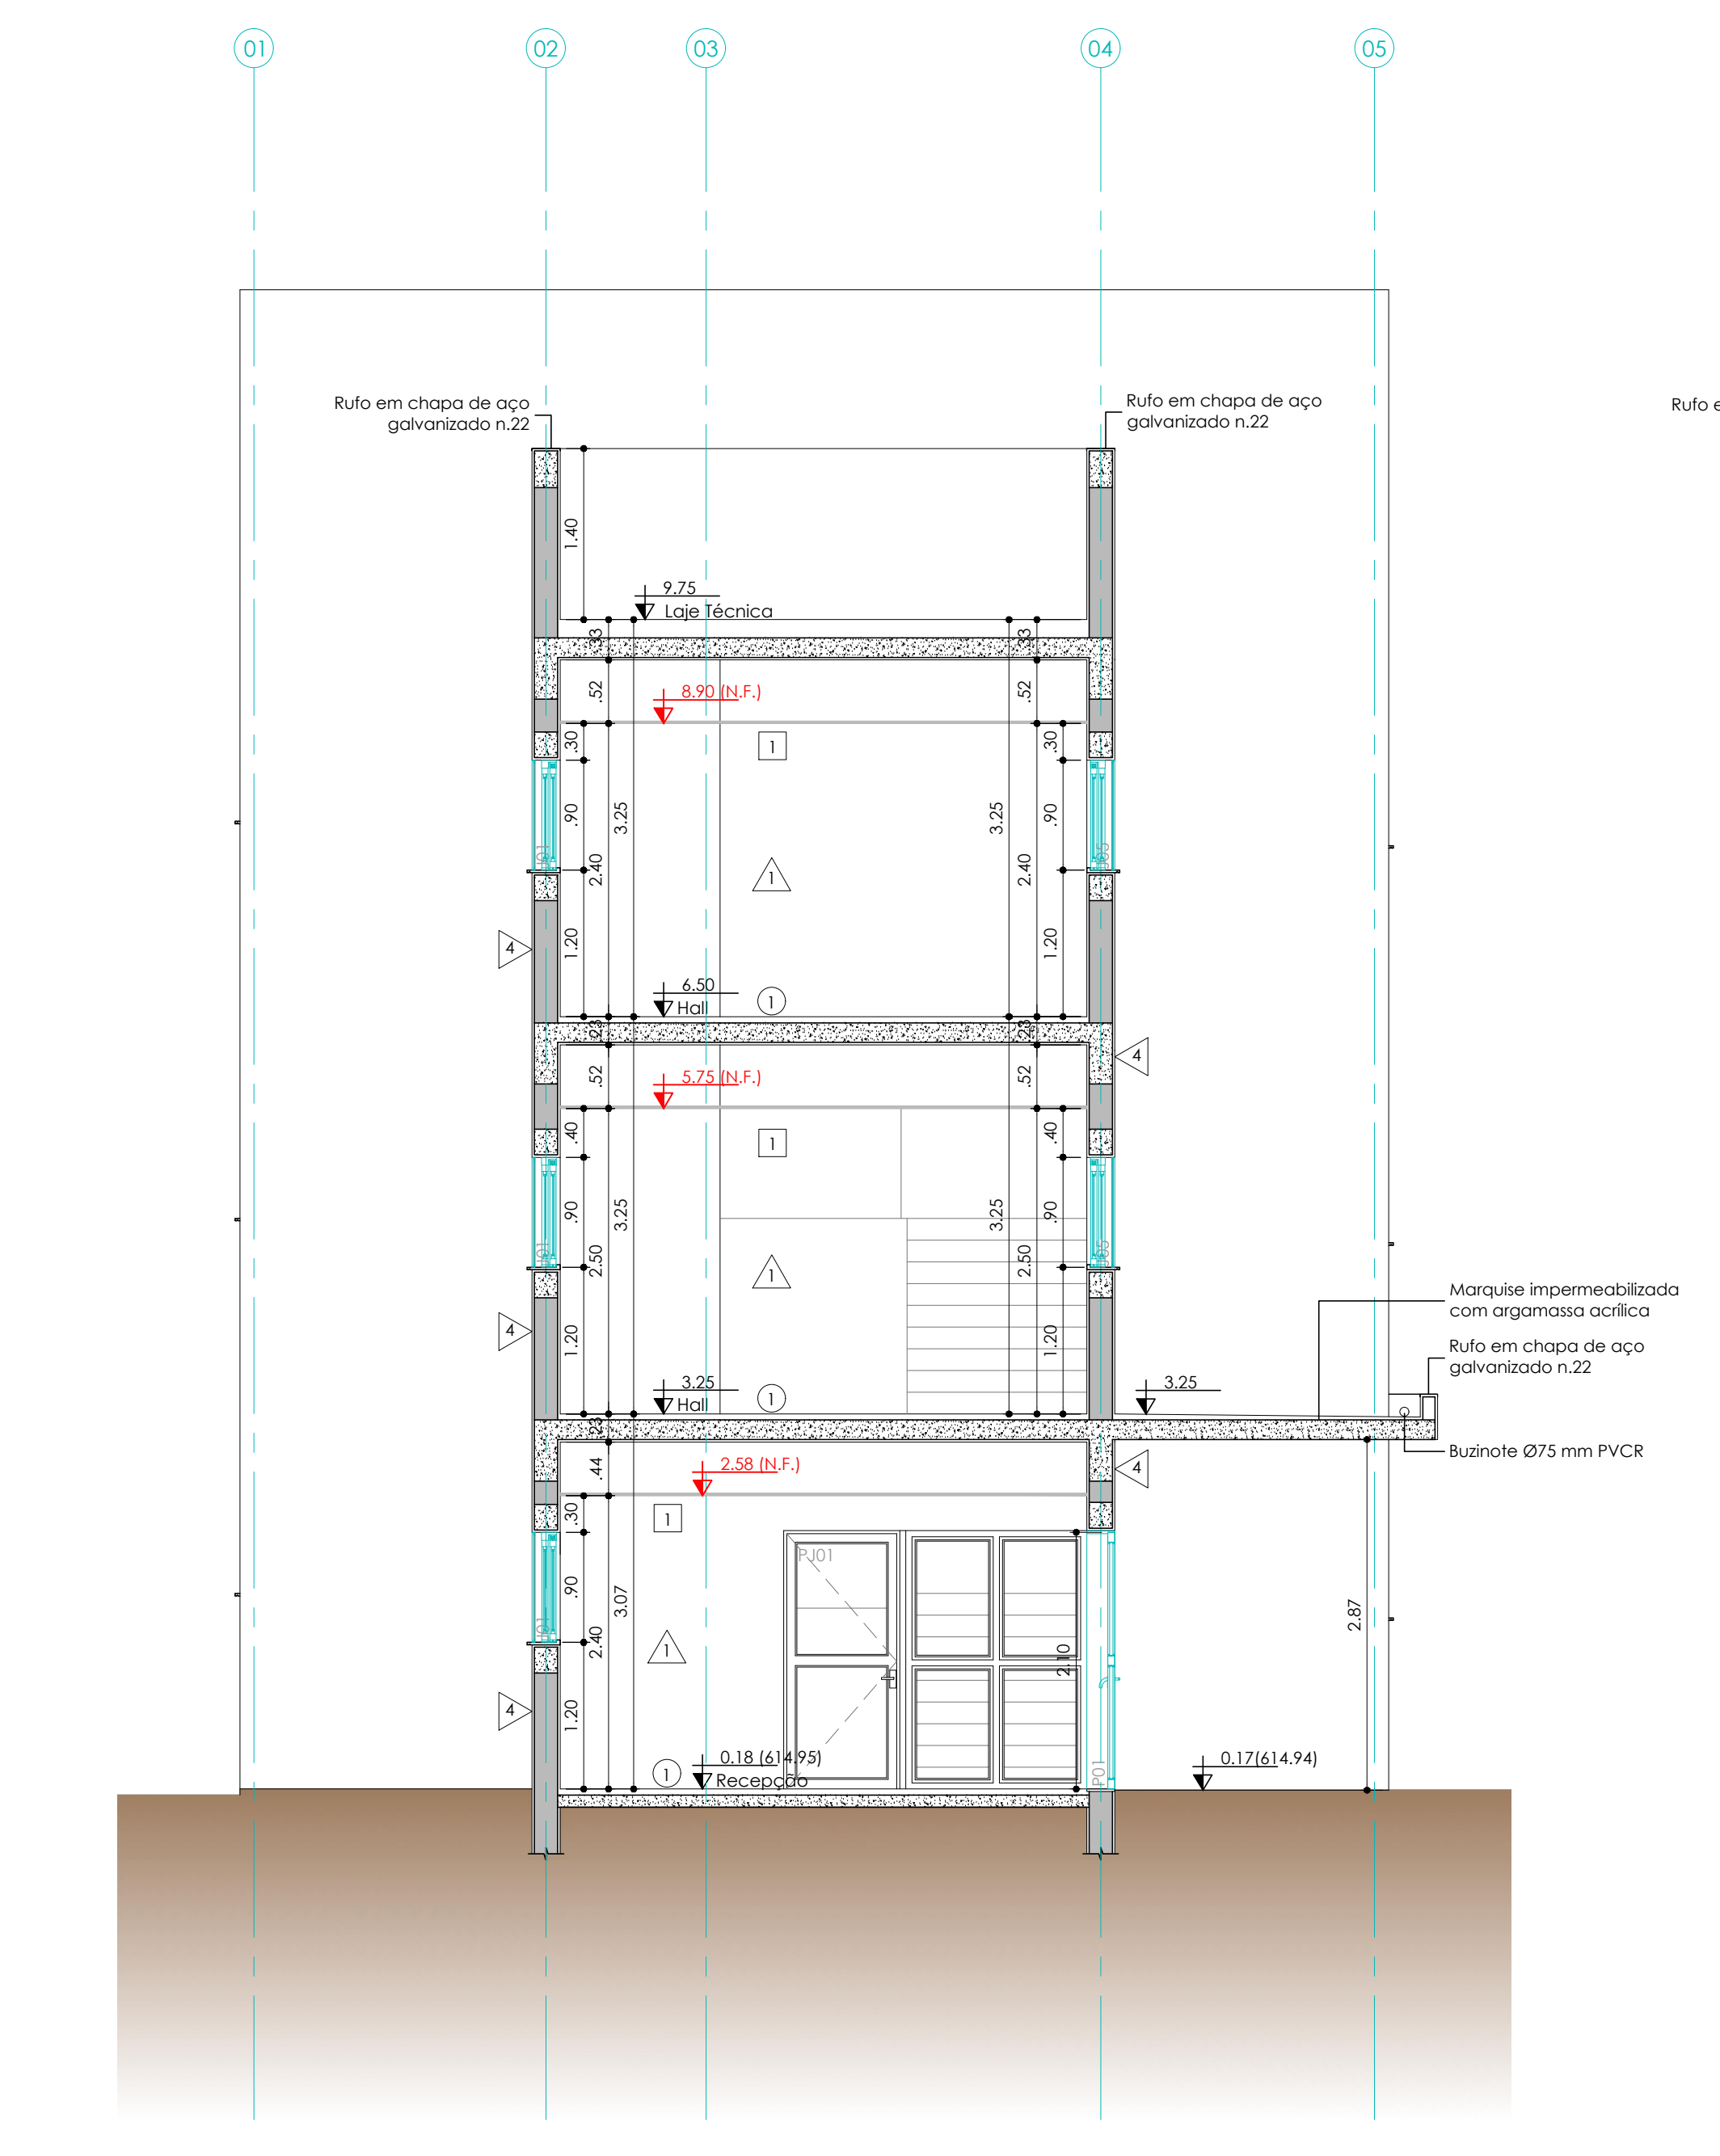 01
02
03
04
05
Rufo em chapa de aço
galvanizado n.22
Rufo em chapa de aço
galvanizado n.22
Rufo e
1.40
9.75
Laje Técnica
.33
.33
.52
8.90 (N.F.)
.52
.30
1
.30
.90
3.25
3.25
.90
J01
J05
2.40
1
2.40
4
1.20
1.20
6.50
Hall
1
.23
.23
4
.52
5.75 (N.F.)
.52
.40
1
.40
.90
3.25
3.25
.90
J01
J05
2.50
1
2.50
4
1.20
1.20
Marquise impermeabilizada
com argamassa acrílica
Rufo em chapa de aço
galvanizado n.22
3.25
Hall
1
3.25
.23
.44
2.58 (N.F.)
4
Buzinote Ø75 mm PVCR
.30
1
PJ01
.90
3.07
2.87
J01
2.40
1
2.10
4
1.20
0.18 (614.95)
Recepção
1
P01
0.17(614.94)